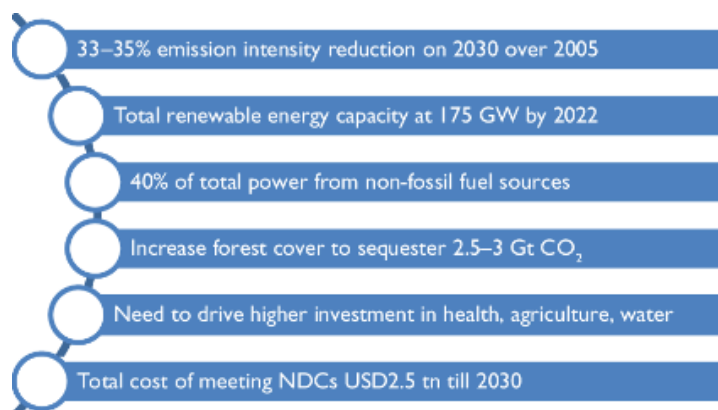 33–35% emission intensity reduction on 2030 over 2005
Total renewable energy capacity at 175 GW by 2022
40% of total power from non-fossil fuel sources
Increase forest cover to sequester 2.5–3 Gt CO₂
Need to drive higher investment in health, agriculture, water
Total cost of meeting NDCs USD2.5 tn till 2030